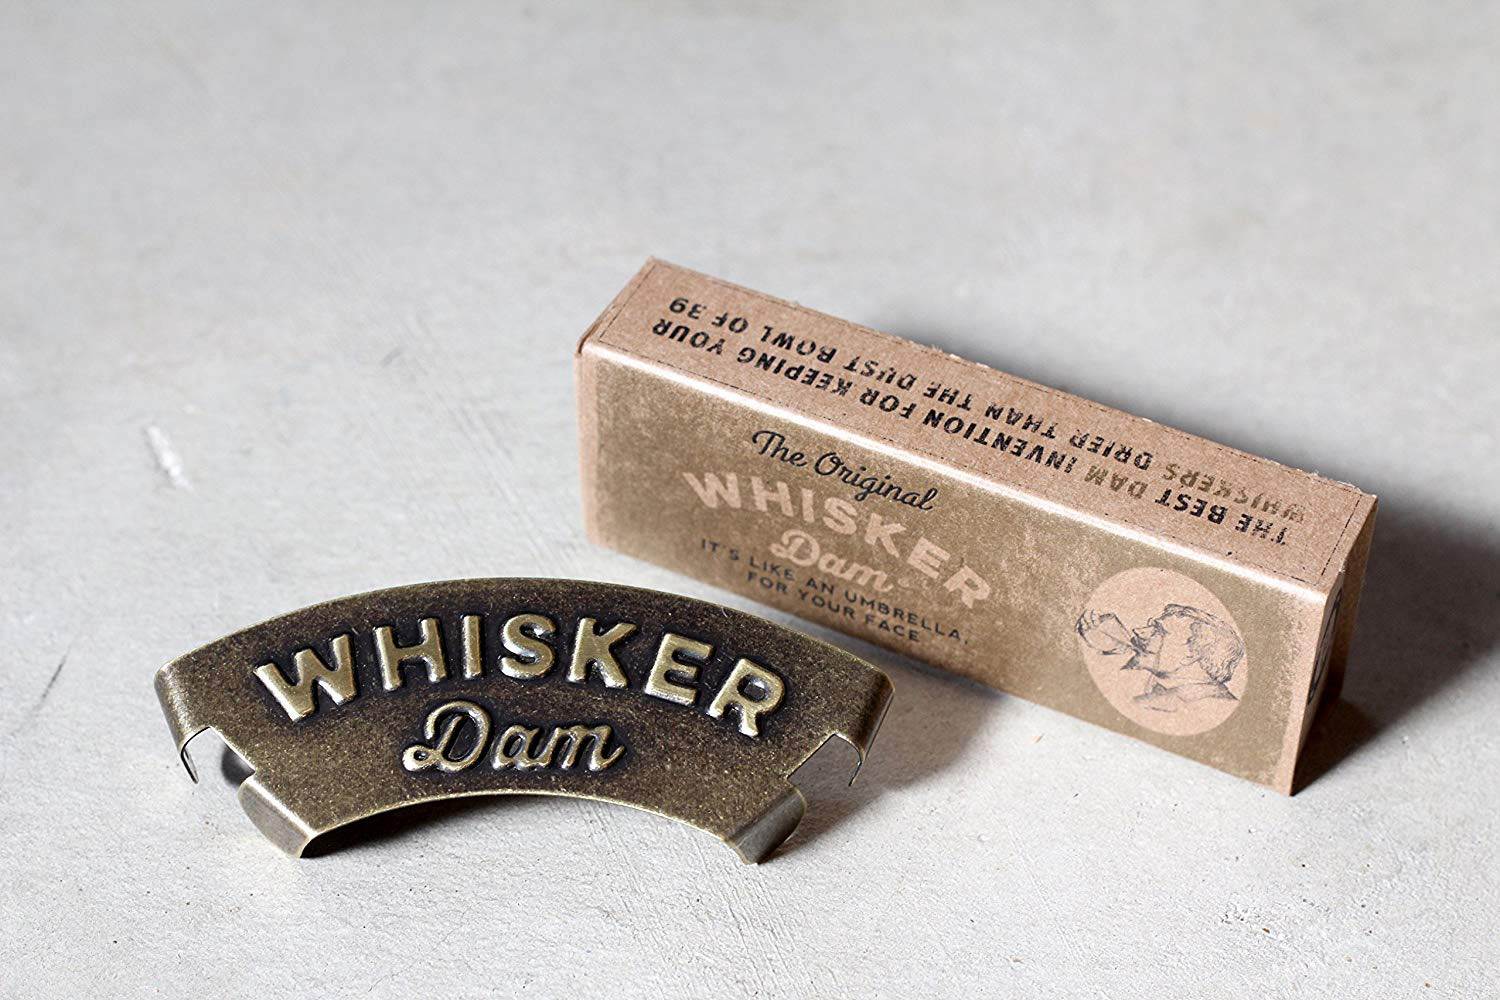 WHISKER
Dam
The Original
WHISKER
Dam
IT'S LIKE AN UMBRELLA,
FOR YOUR FACE
THE BEST DAM INVENTION FOR KEEPING YOUR
WHISKERS DRIER THAN THE DUST BOWL OF 39